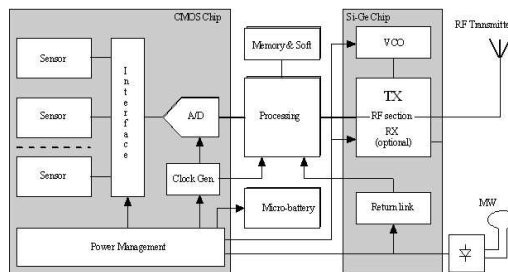 CMOS Chip
Si-Ge Chip
RF Transmitter
Sensor
Sensor
Sensor
Interface
A/D
Clock Gen.
Memory & Soft
Processing
Micro-battery
VCO
TX
RF section
RX
(optional)
Return link
MW
Power Management